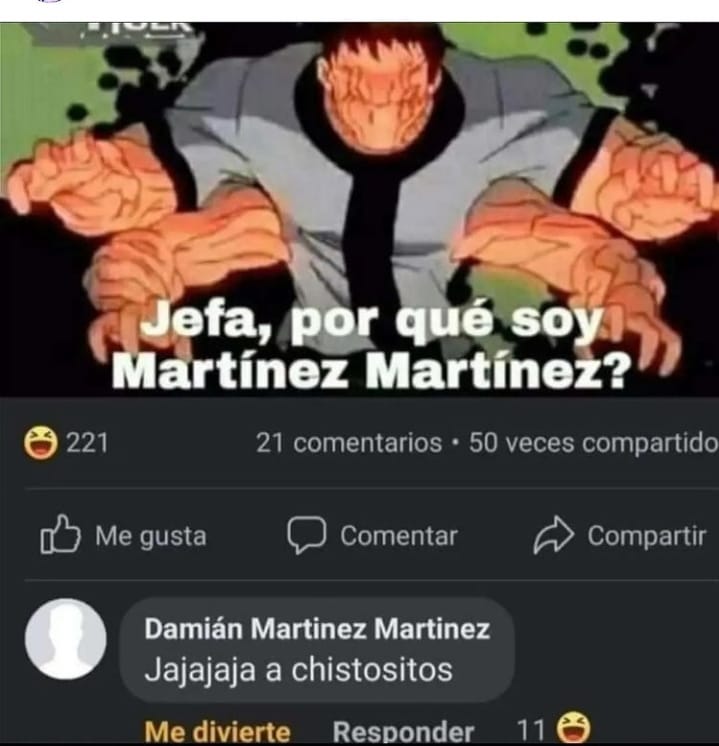 Jefa, por qué soy
Martínez Martínez?
221
21 comentarios • 50 veces compartido
Me gusta
Comentar
Compartir
Damián Martinez Martinez
Jajajaja a chistositos
Me divierte Responder 11